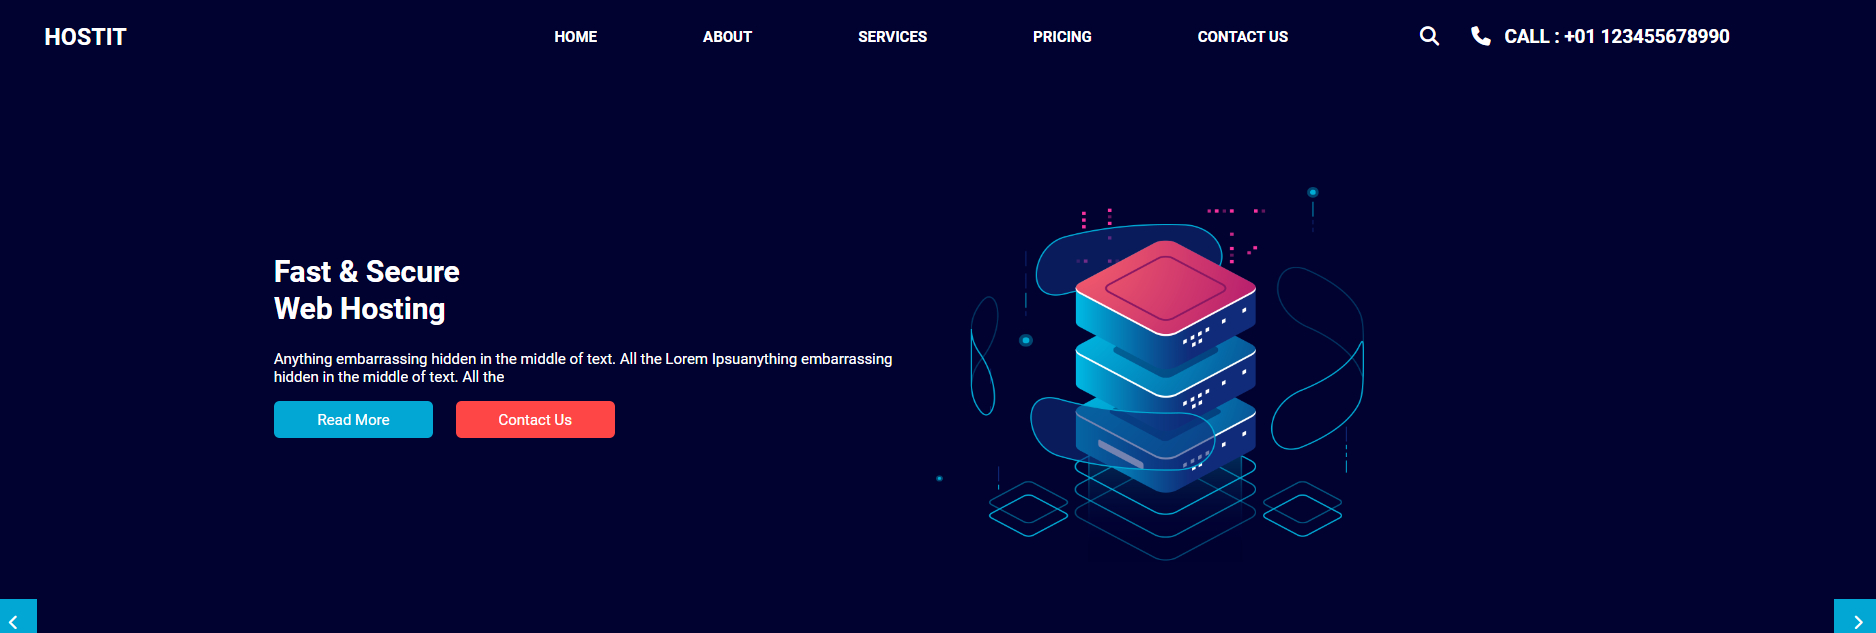 HOSTIT
HOME ABOUT SERVICES PRICING CONTACT US CALL : +01 123455678990
Fast & Secure
Web Hosting
Anything embarrassing hidden in the middle of text. All the Lorem Ipsuanything embarrassing
hidden in the middle of text. All the
Read More Contact Us